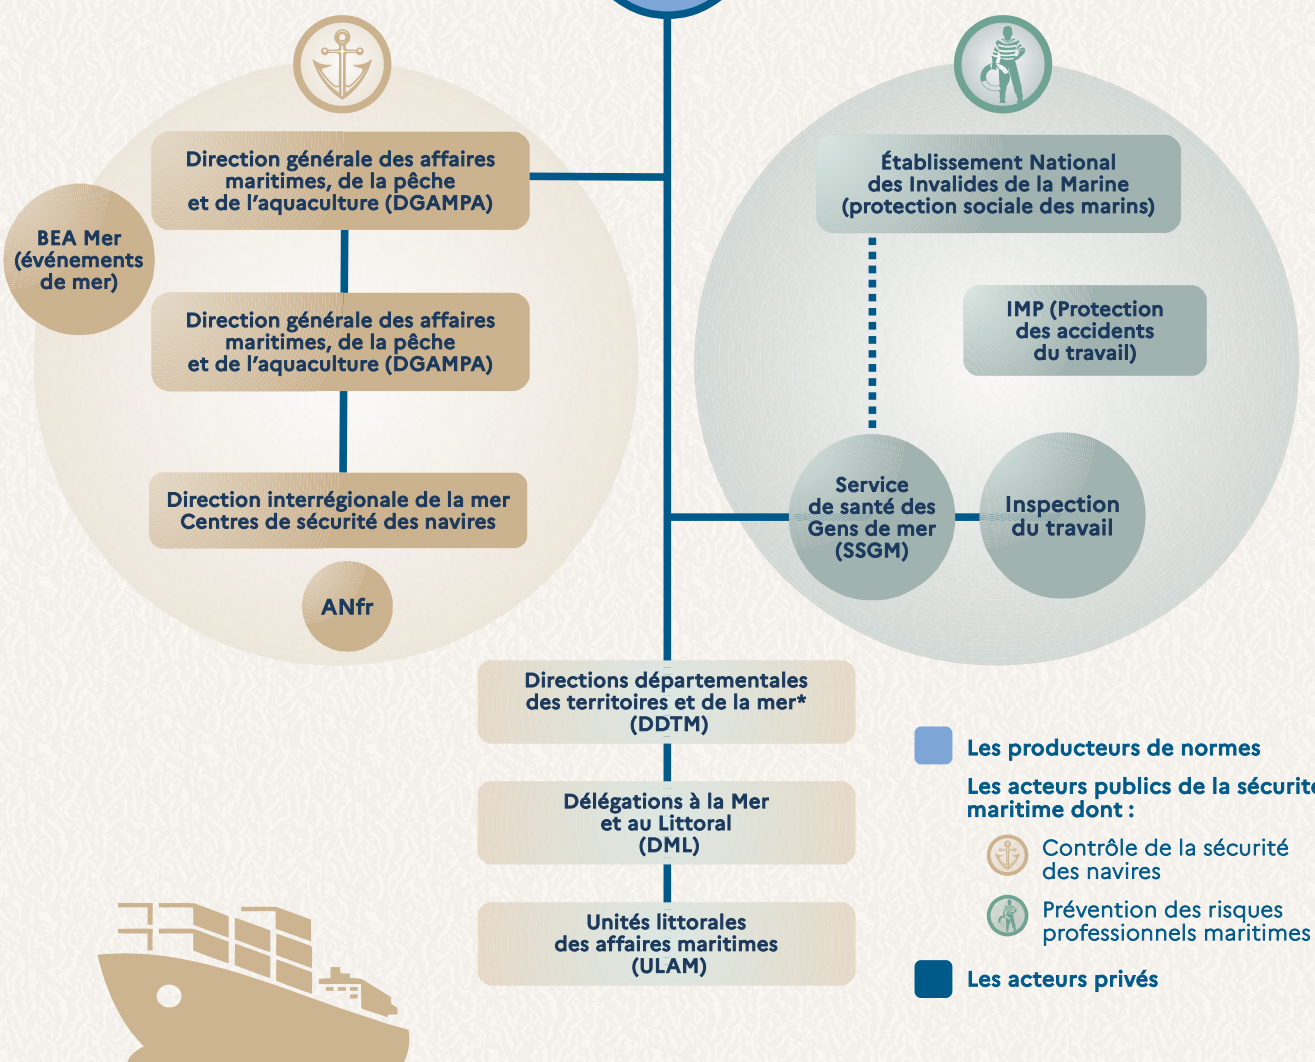 Direction générale des affaires
maritimes, de la pêche
et de l'aquaculture (DGAMPA)
BEA Mer
(événements
de mer)
Direction générale des affaires
maritimes, de la pêche
et de l'aquaculture (DGAMPA)
Direction interrégionale de la mer
Centres de sécurité des navires
ANfr
Établissement National
des Invalides de la Marine
(protection sociale des marins)
IMP (Protection
des accidents
du travail)
Service
de santé des
Gens de mer
(SSGM)
Inspection
du travail
Directions départementales
des territoires et de la mer*
(DDTM)
Délégations à la Mer
et au Littoral
(DML)
Unités littorales
des affaires maritimes
(ULAM)
Les producteurs de normes
Les acteurs publics de la sécurité
maritime dont :
Contrôle de la sécurité
des navires
Prévention des risques
professionnels maritimes
Les acteurs privés